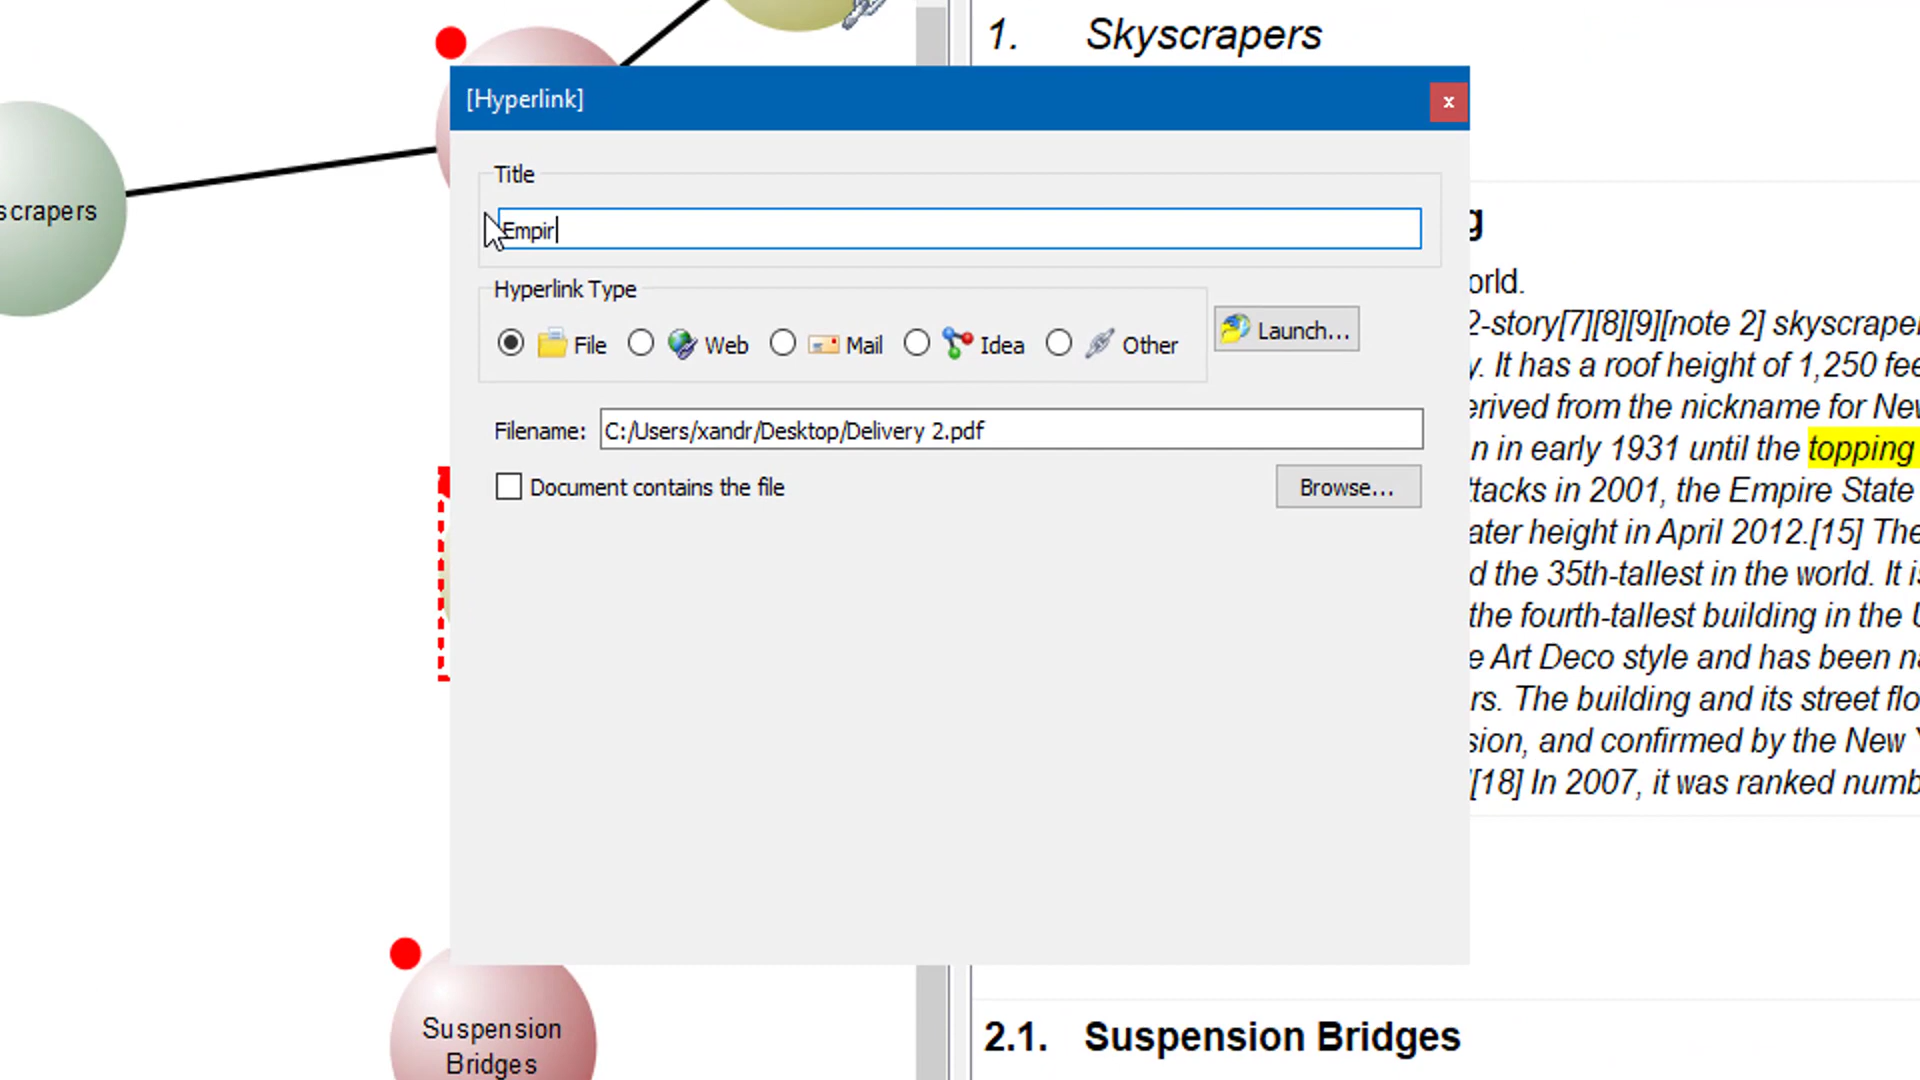 1. Skyscrapers
[Hyperlink]
x
Title
Empir
Hyperlink Type
File Web Mail Idea Other
Launch...
Filename: C:/Users/xandr/Desktop/Delivery 2.pdf
Document contains the file
Browse...
scrapers
g
orld.
2-story[7][8][9][note 2] skyscraper
y. It has a roof height of 1,250 fee
erived from the nickname for New
n in early 1931 until the topping
ttacks in 2001, the Empire State
ater height in April 2012.[15] The
d the 35th-tallest in the world. It is
the fourth-tallest building in the U
e Art Deco style and has been na
rs. The building and its street flo
sion, and confirmed by the New Y
[18] In 2007, it was ranked numb
Suspension
Bridges
2.1. Suspension Bridges